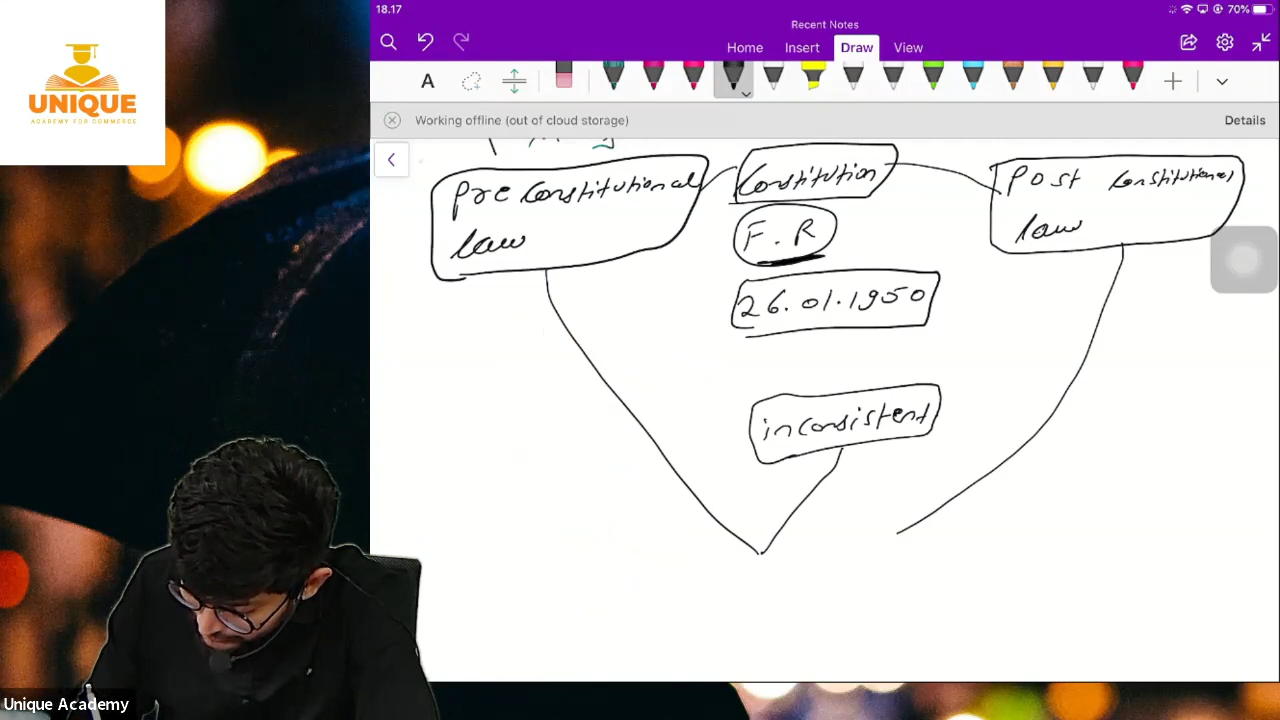 18.17
Recent Notes
70%
Home Insert Draw View
A
Working offline (out of cloud storage)
Details
UNIQUE
ACADEMY FOR COMMERCE
Pre Constitutional
law
Constitution
F.R
26.01.1950
Post Constitutional
law
inconsistent
Unique Academy